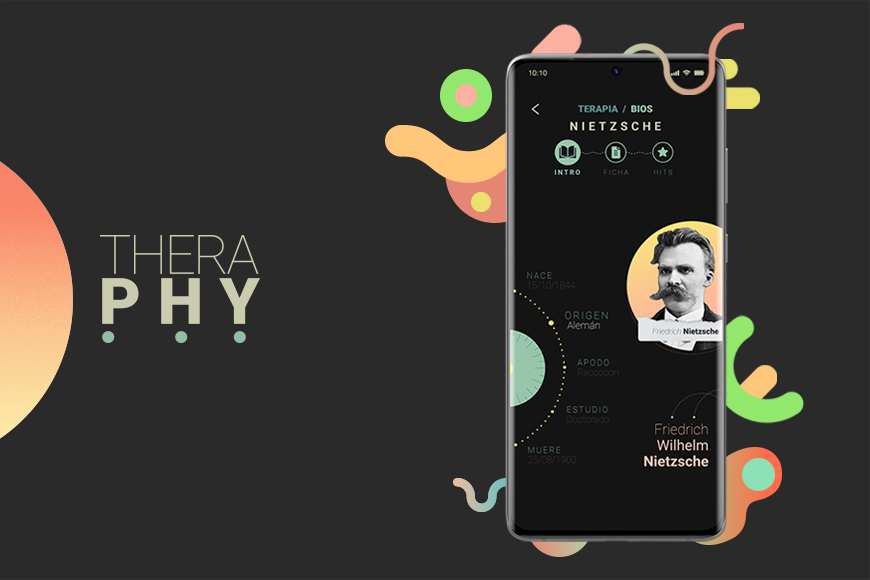 THERA
PHY
10:10
TERAPIA / BIOS
NIETZSCHE
INTRO
FICHA
HITS
NACE
15/10/1844
ORIGEN
Alemán
APODO
Racocoon
ESTUDIO
Doctorado
MUERE
25/08/1900
Friedrich Nietzsche
Friedrich
Wilhelm
Nietzsche